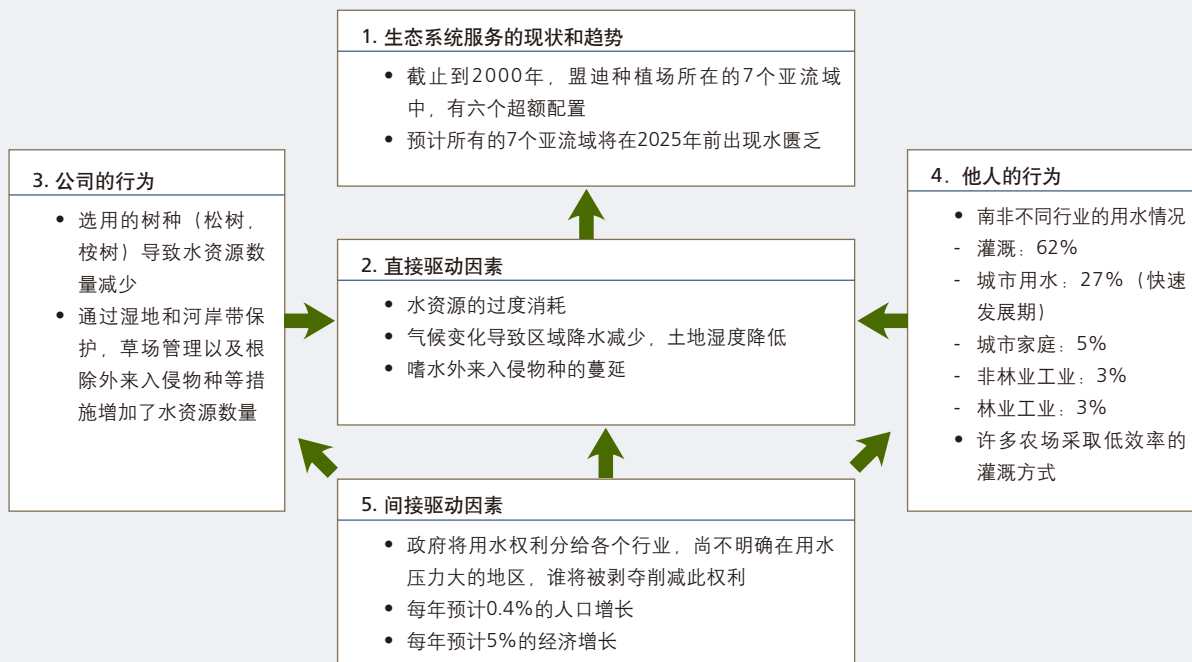 1. 生态系统服务的现状和趋势
• 截止到2000年，盟迪种植场所在的7个亚流域
中，有六个超额配置
• 预计所有的7个亚流域将在2025年前出现水匮乏
2. 直接驱动因素
• 水资源的过度消耗
• 气候变化导致区域降水减少，土地湿度降低
• 嗜水外来入侵物种的蔓延
3. 公司的行为
• 选用的树种（松树，
桉树）导致水资源数
量减少
• 通过湿地和河岸带保
护，草场管理以及根
除外来入侵物种等措
施增加了水资源数量
4. 他人的行为
• 南非不同行业的用水情况
- 灌溉：62%
- 城市用水：27%（快速
发展期）
- 城市家庭：5%
- 非林业工业：3%
- 林业工业：3%
• 许多农场采取低效率的
灌溉方式
5. 间接驱动因素
• 政府将用水权利分给各个行业，尚不明确在用水
压力大的地区，谁将被剥夺削减此权利
• 每年预计0.4%的人口增长
• 每年预计5%的经济增长